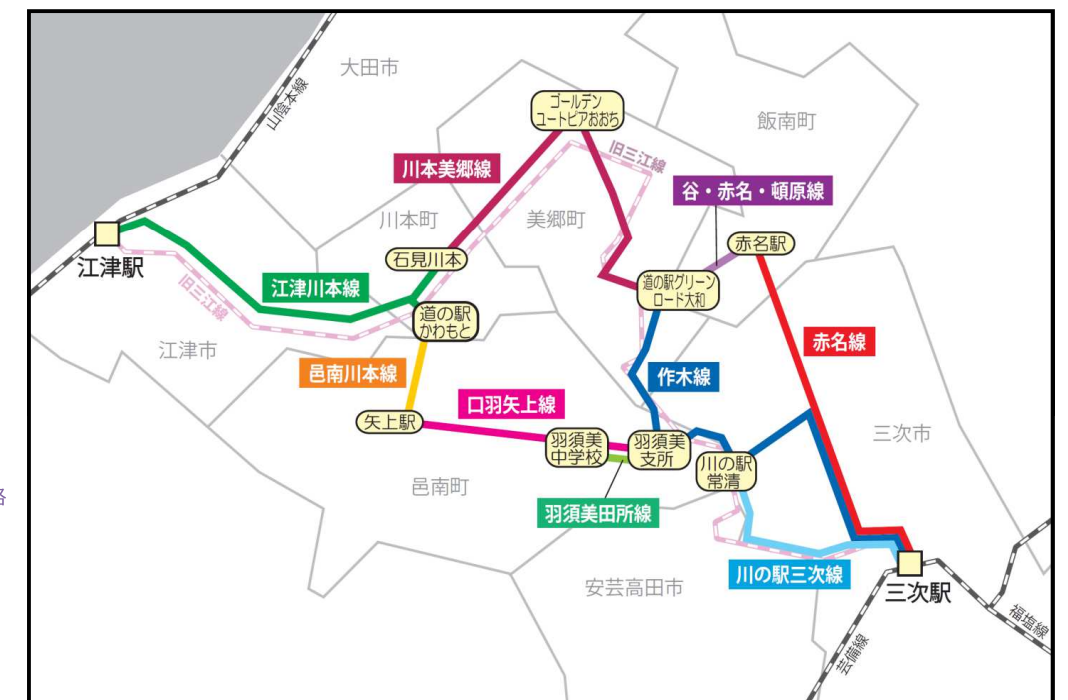 大田市
山陰本線
ゴールデン
ユートピアおおち
飯南町
旧三江線
川本美郷線
谷・赤名・頓原線
川本町
美郷町
赤名駅
江津駅
石見川本
道の駅グリーン
ロード大和
江津川本線
旧三江線
道の駅
かわもと
赤名線
江津市
邑南川本線
作木線
口羽矢上線
矢上駅
三次市
羽須美
中学校
羽須美
支所
川の駅
常清
邑南町
路
羽須美田所線
川の駅三次線
安芸高田市
三次駅
福塩線
芸備線